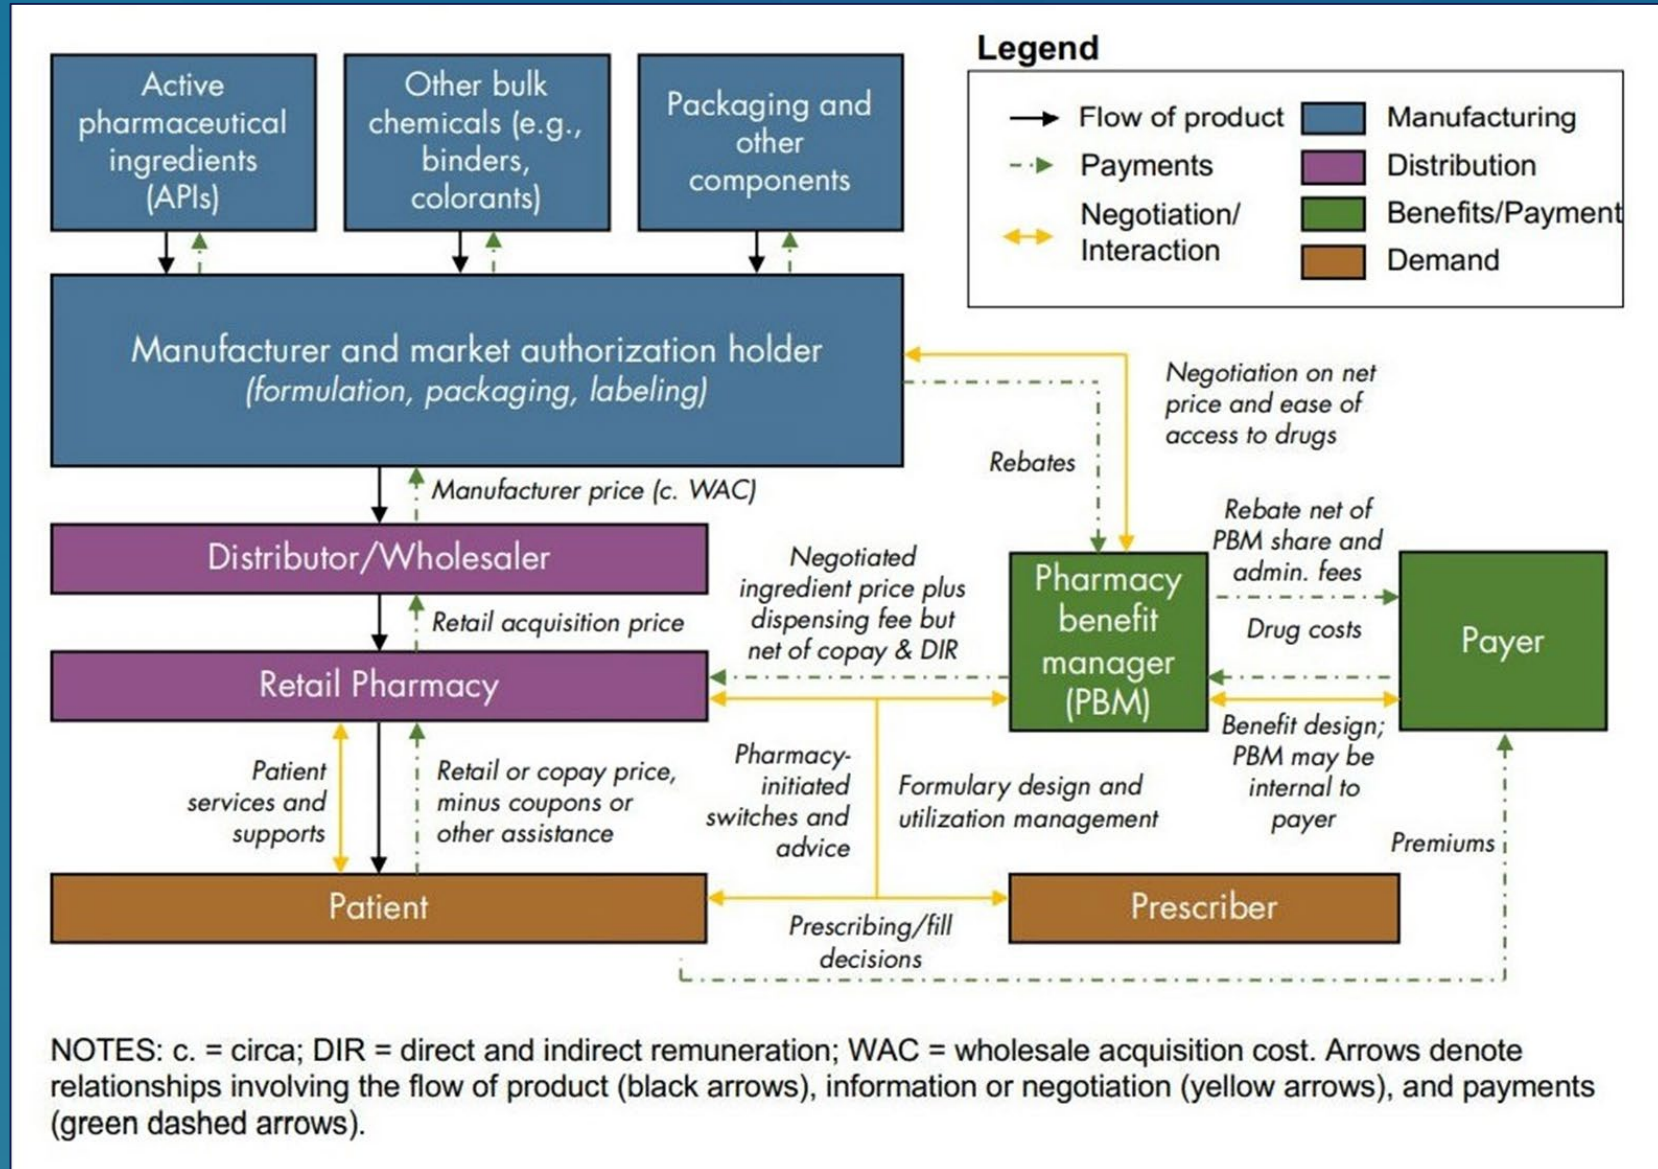 Active
pharmaceutical
ingredients
(APIs)
Other bulk
chemicals (e.g.,
binders,
colorants)
Packaging and
other
components
Legend
Flow of product
Payments
Negotiation/
Interaction
Manufacturing
Distribution
Benefits/Payment
Demand
Manufacturer and market authorization holder
(formulation, packaging, labeling)
Negotiation on net
price and ease of
access to drugs
Rebates
Manufacturer price (c. WAC)
Distributor/Wholesaler
Retail acquisition price
Retail Pharmacy
Negotiated
ingredient price plus
dispensing fee but
net of copay & DIR
Pharmacy
benefit
manager
(PBM)
Rebate net of
PBM share and
admin. fees
Drug costs
Payer
Benefit design;
PBM may be
internal to
payer
Patient
services and
supports
Retail or copay price,
minus coupons or
other assistance
Pharmacy-
initiated
switches and
advice
Formulary design and
utilization management
Premiums
Patient
Prescribing/fill
decisions
Prescriber
NOTES: c. = circa; DIR = direct and indirect remuneration; WAC = wholesale acquisition cost. Arrows denote
relationships involving the flow of product (black arrows), information or negotiation (yellow arrows), and payments
(green dashed arrows).